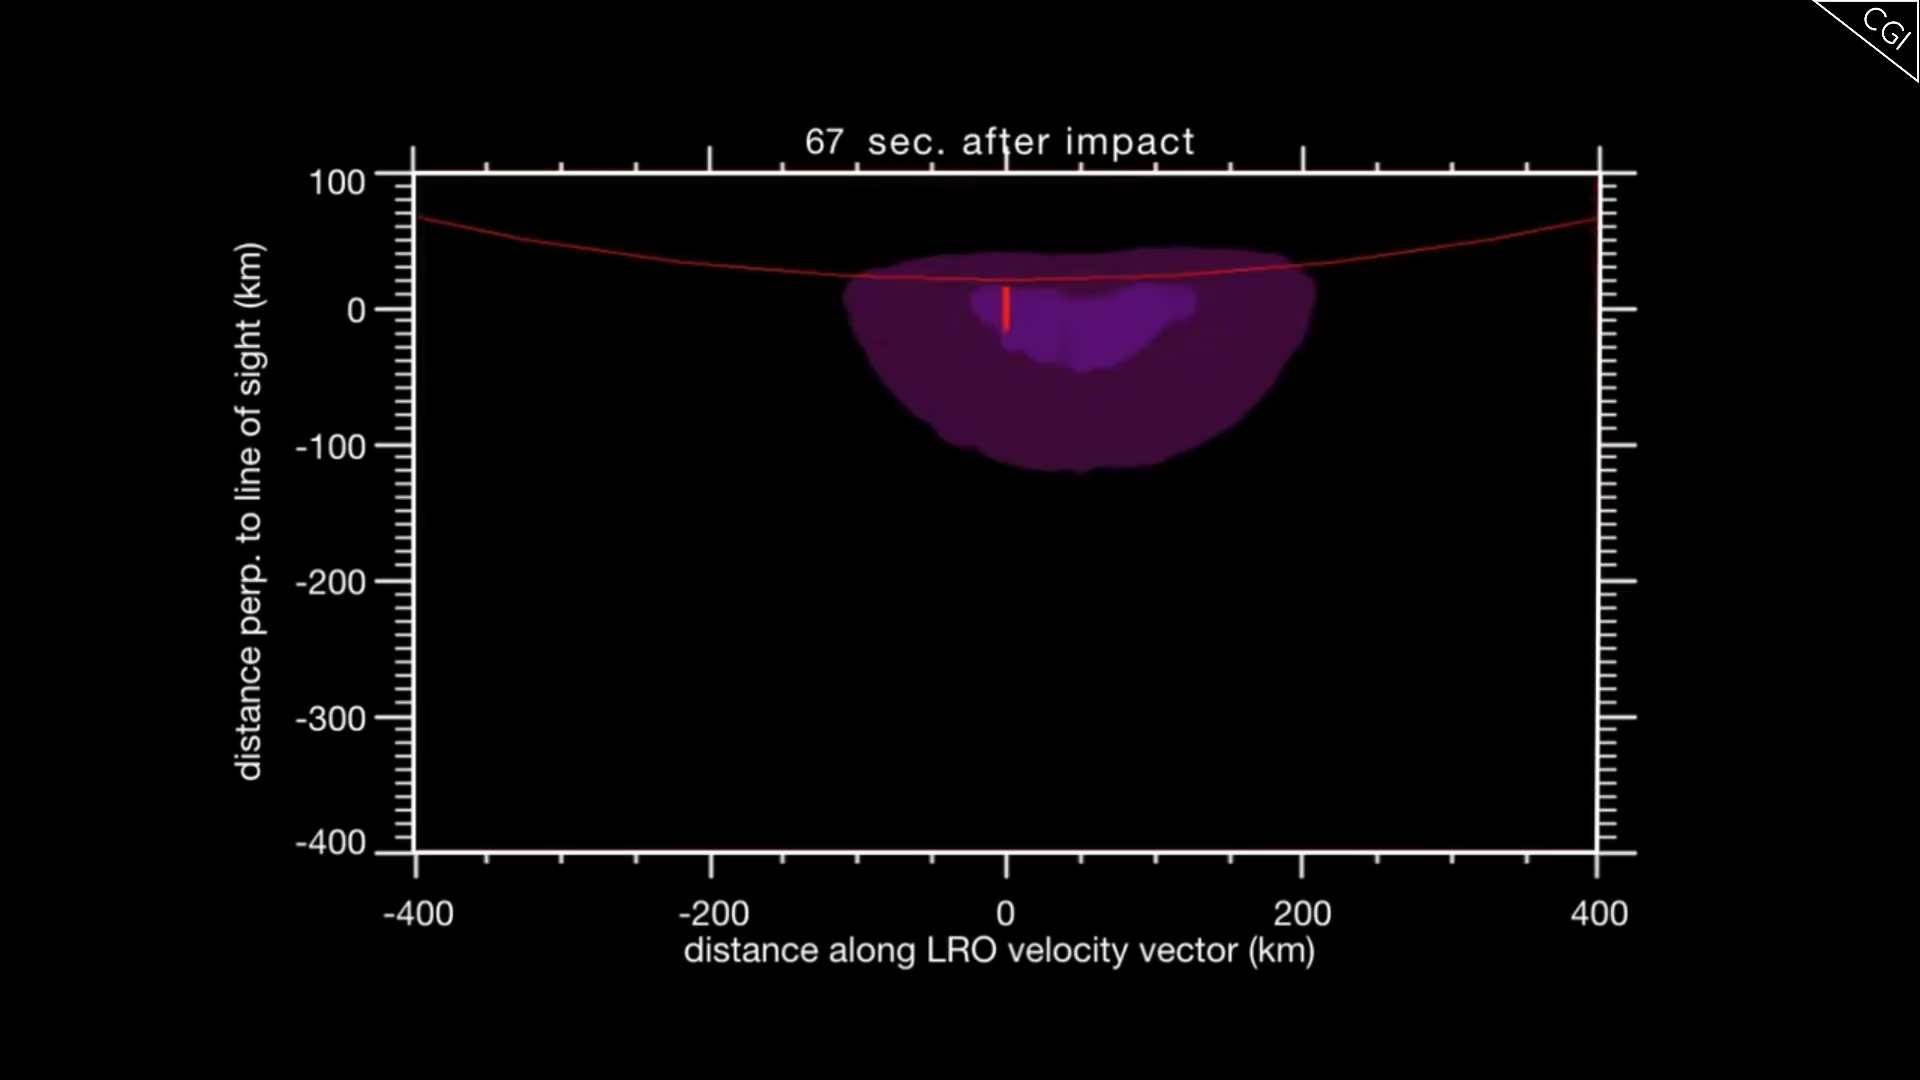 CGI
67 sec. after impact
100
0
-100
-200
-300
-400
distance perp. to line of sight (km)
-400 -200 0 200 400
distance along LRO velocity vector (km)